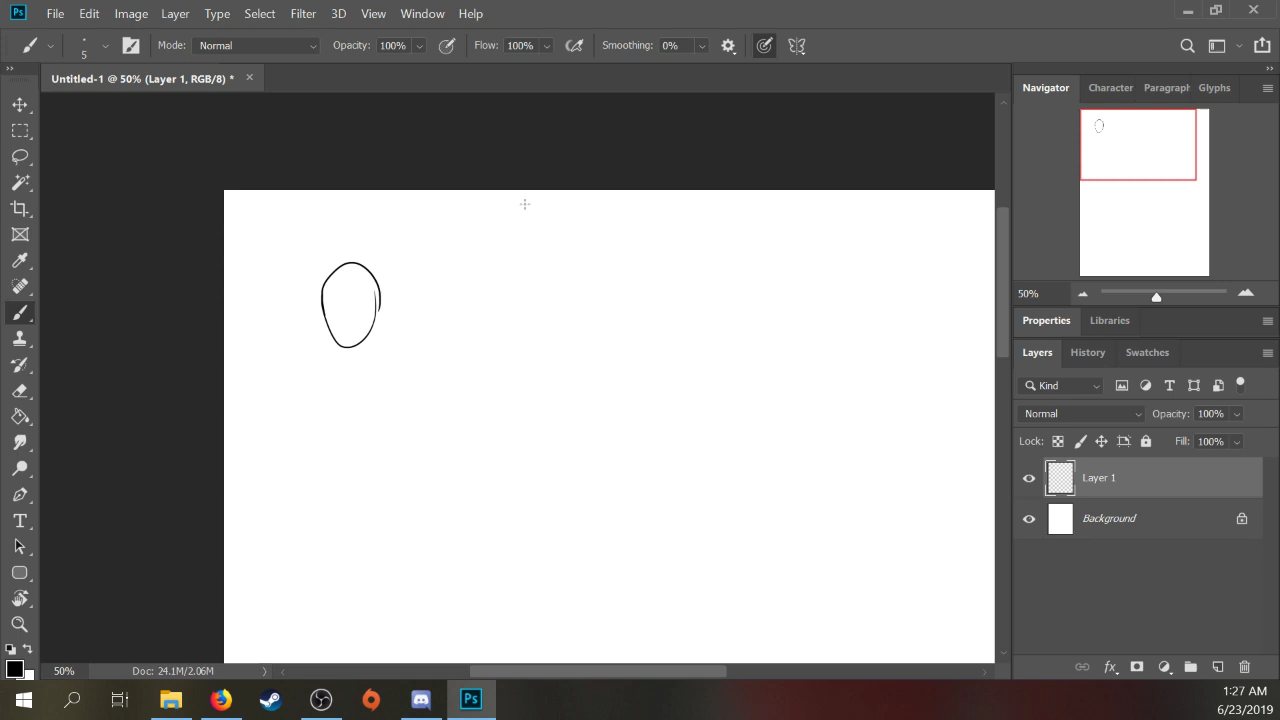 Ps File Edit Image Layer Type Select Filter 3D View Window Help
5 Mode: Normal Opacity: 100% Flow: 100% Smoothing: 0%
Untitled-1 @ 50% (Layer 1, RGB/8) *
Navigator Character Paragraph Glyphs
50%
Properties Libraries
Layers History Swatches
Kind
Normal Opacity: 100%
Lock: Fill: 100%
Layer 1
Background
50% Doc: 24.1M/2.06M
Ps
1:27 AM
6/23/2019